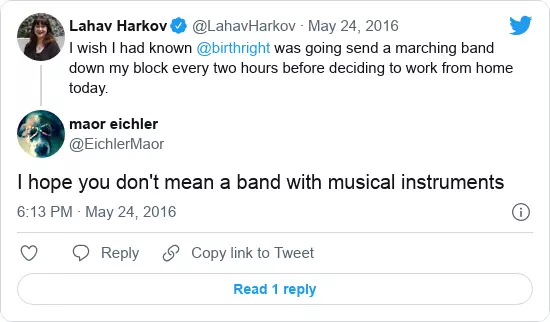 Lahav Harkov @LahavHarkov · May 24, 2016
I wish I had known @birthright was going send a marching band
down my block every two hours before deciding to work from home
today.
maor eichler
@EichlerMaor
I hope you don't mean a band with musical instruments
6:13 PM · May 24, 2016
Reply Copy link to Tweet
Read 1 reply